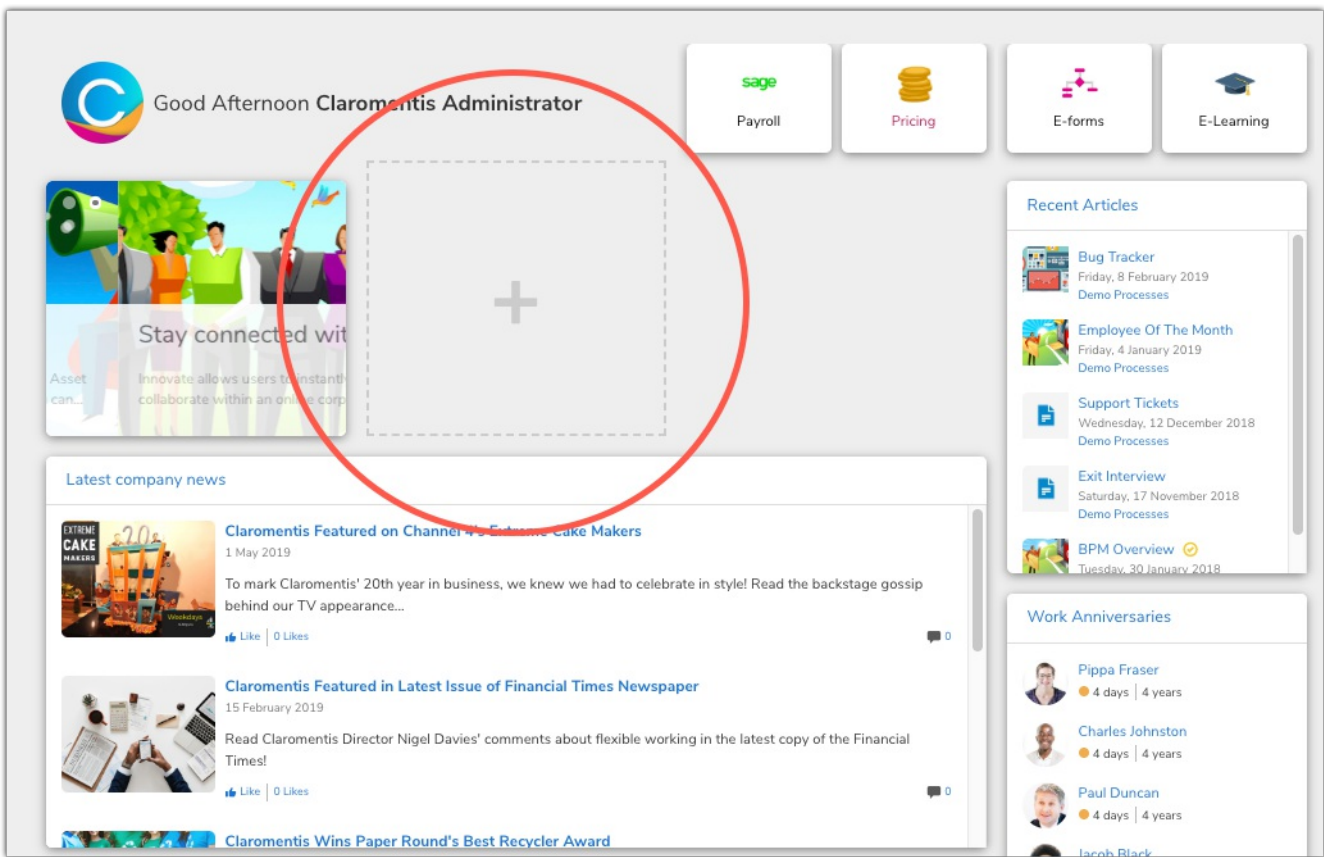 Good Afternoon Claromentis Administrator
sage
Payroll
Pricing
E-forms
E-Learning
Stay connected wit
Asset
can...
Innovate allows users to instantly
collaborate within an online corp
Recent Articles
Bug Tracker
Friday, 8 February 2019
Demo Processes
Employee Of The Month
Friday, 4 January 2019
Demo Processes
Support Tickets
Wednesday, 12 December 2018
Demo Processes
Exit Interview
Saturday, 17 November 2018
Demo Processes
BPM Overview
Tuesday, 30 January 2018
Latest company news
EXTREME
CAKE
MAKERS
Weekdays
Claromentis Featured on Channel 4's Extreme Cake Makers
1 May 2019
To mark Claromentis' 20th year in business, we knew we had to celebrate in style! Read the backstage gossip
behind our TV appearance...
Like | 0 Likes
0
Claromentis Featured in Latest Issue of Financial Times Newspaper
15 February 2019
Read Claromentis Director Nigel Davies' comments about flexible working in the latest copy of the Financial
Times!
Like | 0 Likes
0
Claromentis Wins Paper Round's Best Recycler Award
Work Anniversaries
Pippa Fraser
4 days | 4 years
Charles Johnston
4 days | 4 years
Paul Duncan
4 days | 4 years
Jacob Black